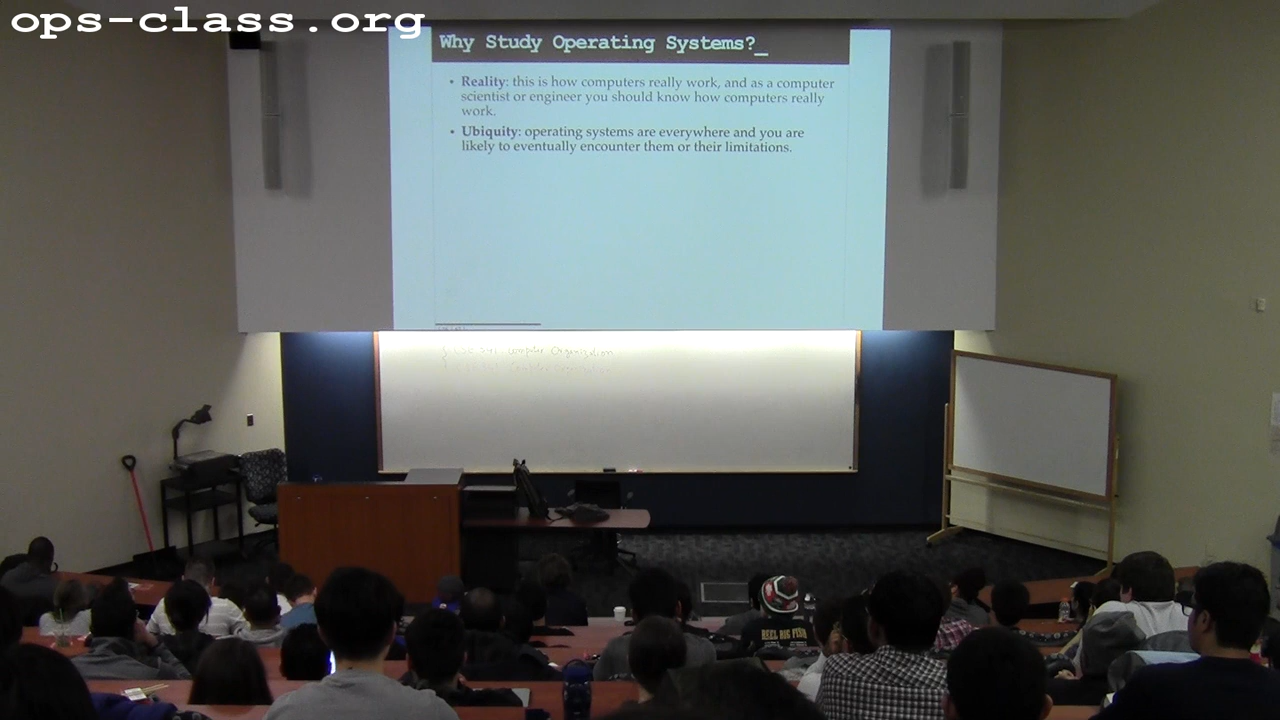 ops-class.org
Why Study Operating Systems?_
• Reality: this is how computers really work, and as a computer
scientist or engineer you should know how computers really
work.
• Ubiquity: operating systems are everywhere and you are
likely to eventually encounter them or their limitations.
Computer Organization
REEL BIG FISH